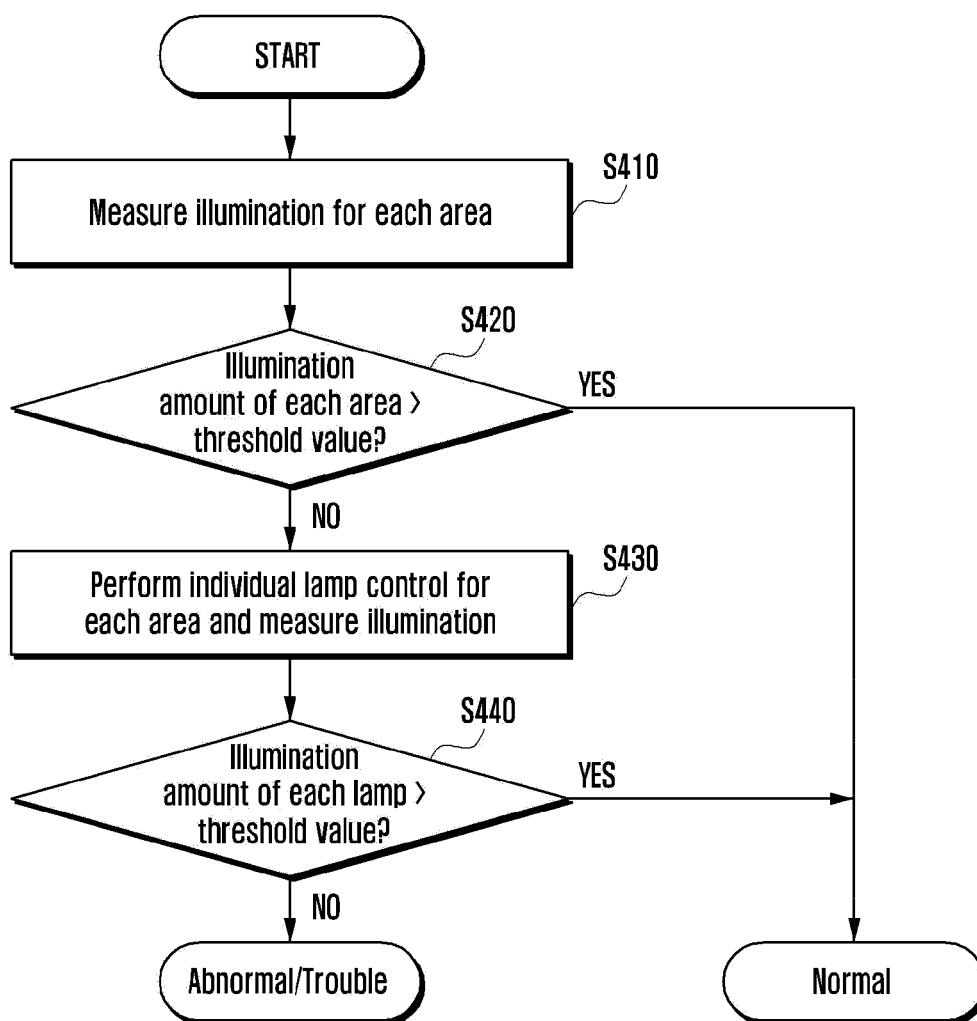 START
S410
Measure illumination for each area
S420
Illumination
amount of each area >
threshold value?
YES
NO
S430
Perform individual lamp control for
each area and measure illumination
S440
Illumination
amount of each lamp >
threshold value?
YES
NO
Abnormal/Trouble
Normal